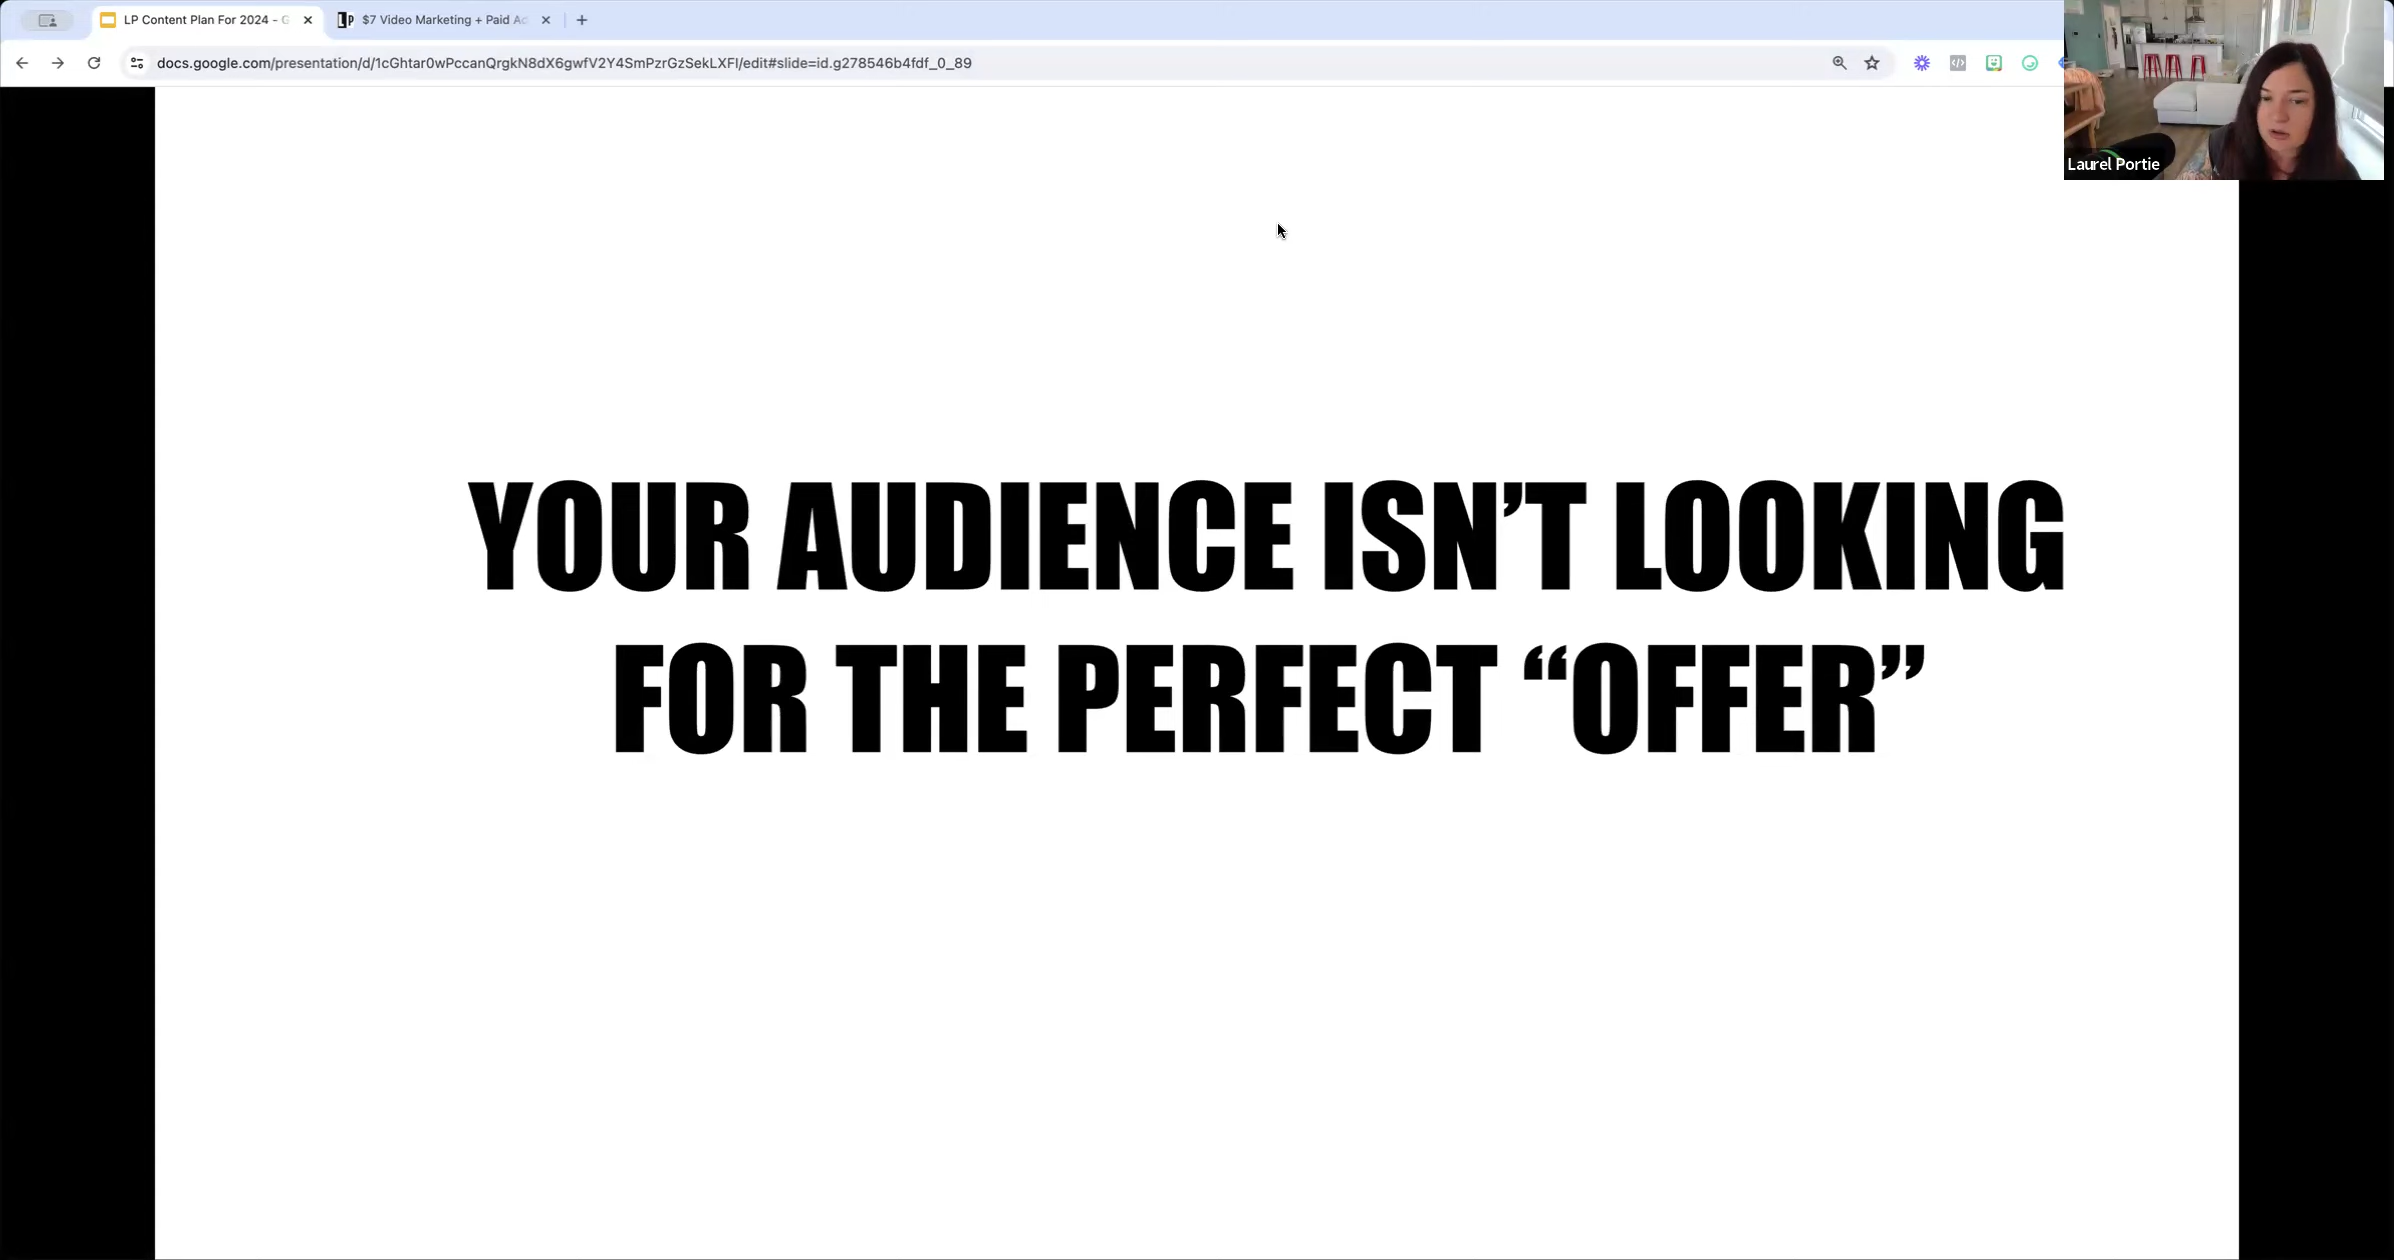 LP Content Plan For 2024 - G
$7 Video Marketing + Paid Ad
docs.google.com/presentation/d/1cGhtar0wPccanQrgkN8dX6gwfV2Y4SmPzrGzSekLXFI/edit#slide=id.g278546b4fdf_0_89
Laurel Portie
YOUR AUDIENCE ISN’T LOOKING
FOR THE PERFECT “OFFER”